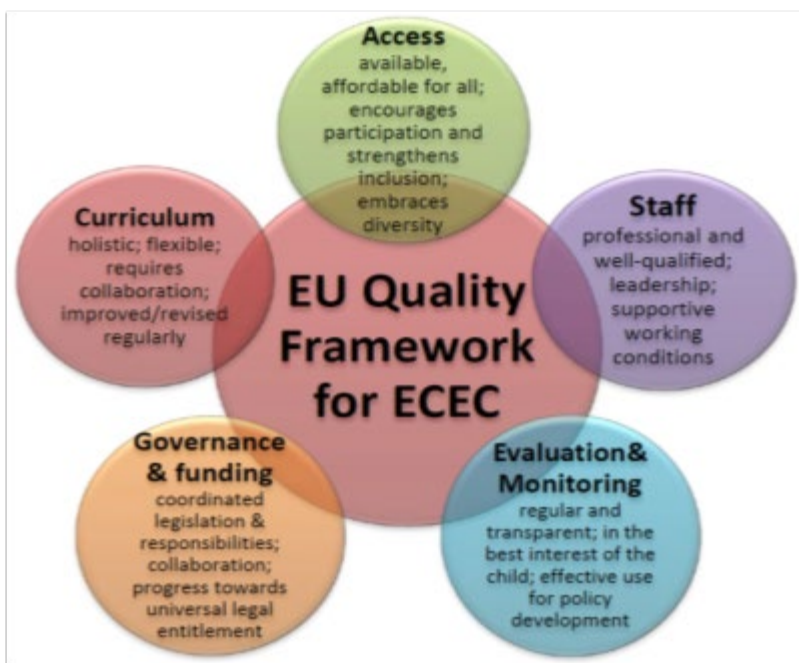 Access
available,
affordable for all;
encourages
participation and
strengthens
inclusion;
embraces
diversity
Curriculum
holistic; flexible;
requires
collaboration;
improved/revised
regularly
Staff
professional and
well-qualified;
leadership;
supportive
working
conditions
EU Quality
Framework
for ECEC
Governance
& funding
coordinated
legislation &
responsibilities;
collaboration;
progress towards
universal legal
entitlement
Evaluation&
Monitoring
regular and
transparent; in the
best interest of the
child; effective use
for policy
development